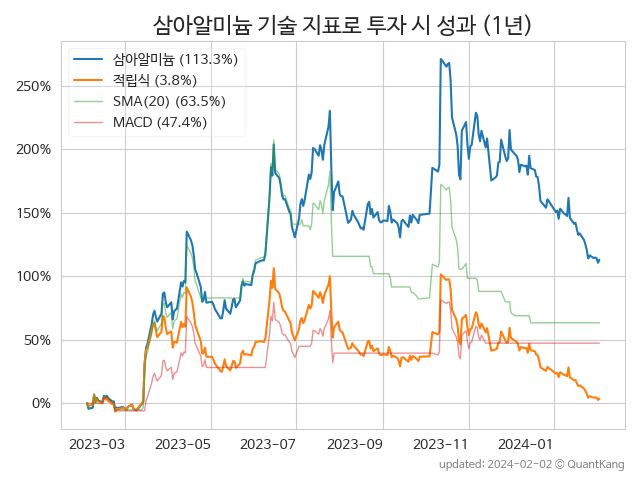 삼아알미늄 기술 지표로 투자 시 성과 (1년)
삼아알미늄 (113.3%)
적립식 (3.8%)
SMA(20) (63.5%)
MACD (47.4%)
250%
200%
150%
100%
50%
0%
2023-03 2023-05 2023-07 2023-09 2023-11 2024-01
updated: 2024-02-02 © QuantKang